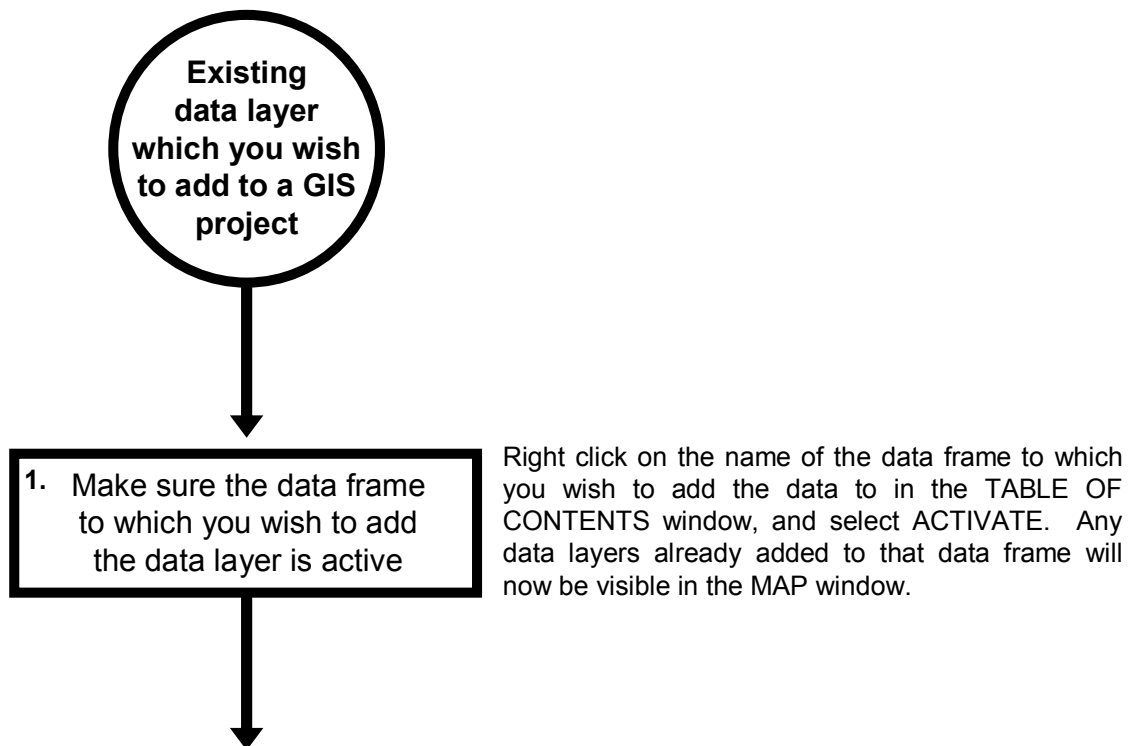 Existing
data layer
which you wish
to add to a GIS
project
1. Make sure the data frame
to which you wish to add
the data layer is active
Right click on the name of the data frame to which
you wish to add the data to in the TABLE OF
CONTENTS window, and select ACTIVATE. Any
data layers already added to that data frame will
now be visible in the MAP window.